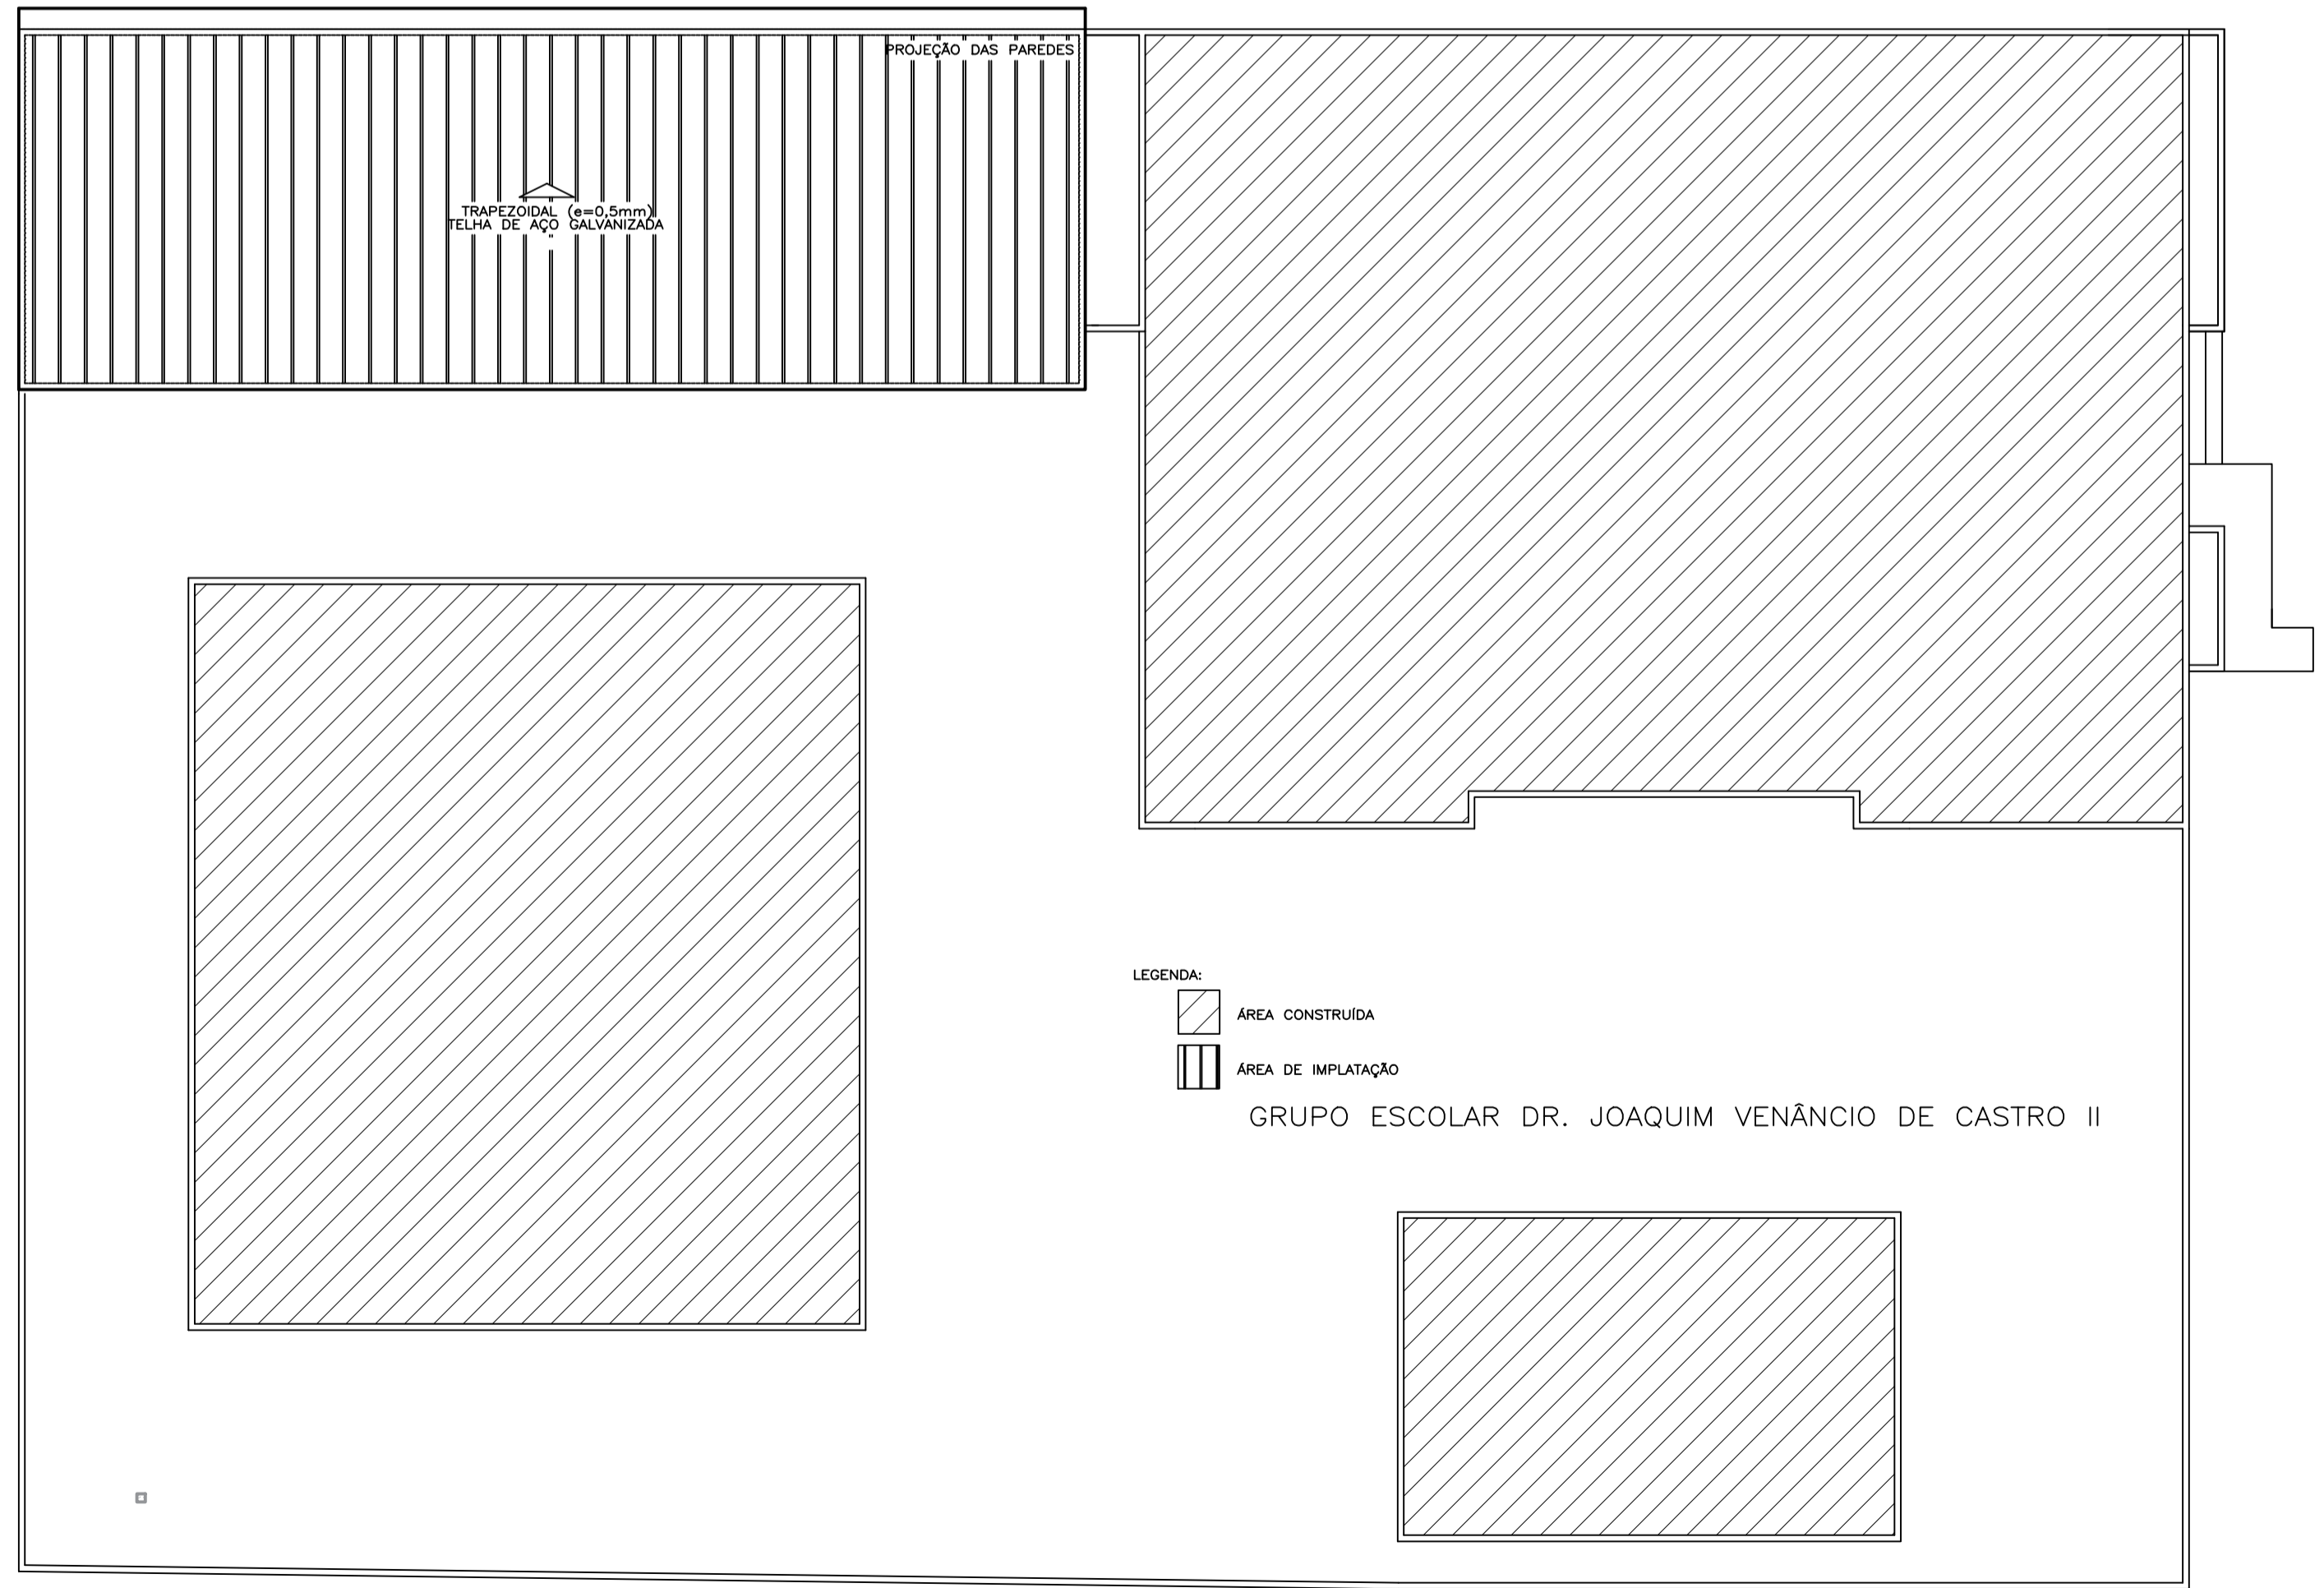 PROJEÇÃO DAS PAREDES
TRAPEZOIDAL (e=0,5mm)
TELHA DE AÇO GALVANIZADA
LEGENDA:
ÁREA CONSTRUÍDA
ÁREA DE IMPLATAÇÃO
GRUPO ESCOLAR DR. JOAQUIM VENÂNCIO DE CASTRO II